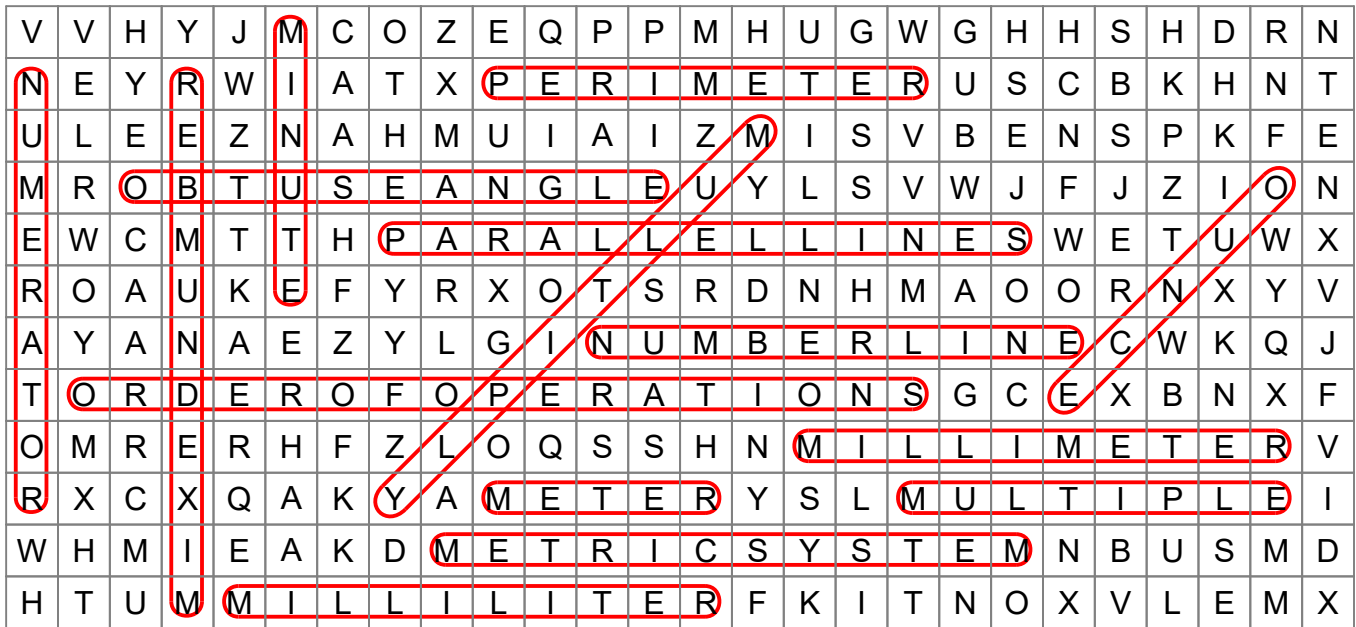 V V H Y J M C O Z E Q P P M H U G W G H H S H D R N
N E Y R W I A T X P E R I M E T E R U S C B K H N T
U L E E Z N A H M U I A I Z M I S V B E N S P K F E
M R O B T U S E A N G L E U Y L S V W J F J Z I O N
E W C M T T H P A R A L L E L L I N E S W E T U W X
R O A U K E F Y R X O T S R D N H M A O O R N X Y V
A Y A N A E Z Y L G I N U M B E R L I N E C W K Q J
T O R D E R O F O P E R A T I O N S G C E X B N X F
O M R E R H F Z L O Q S S H N M I L L I M E T E R V
R X C X Q A K Y A M E T E R Y S L M U L T I P L E I
W H M I E A K D M E T R I C S Y S T E M N B U S M D
H T U M M I L L I L I T E R F K I T N O X V L E M X